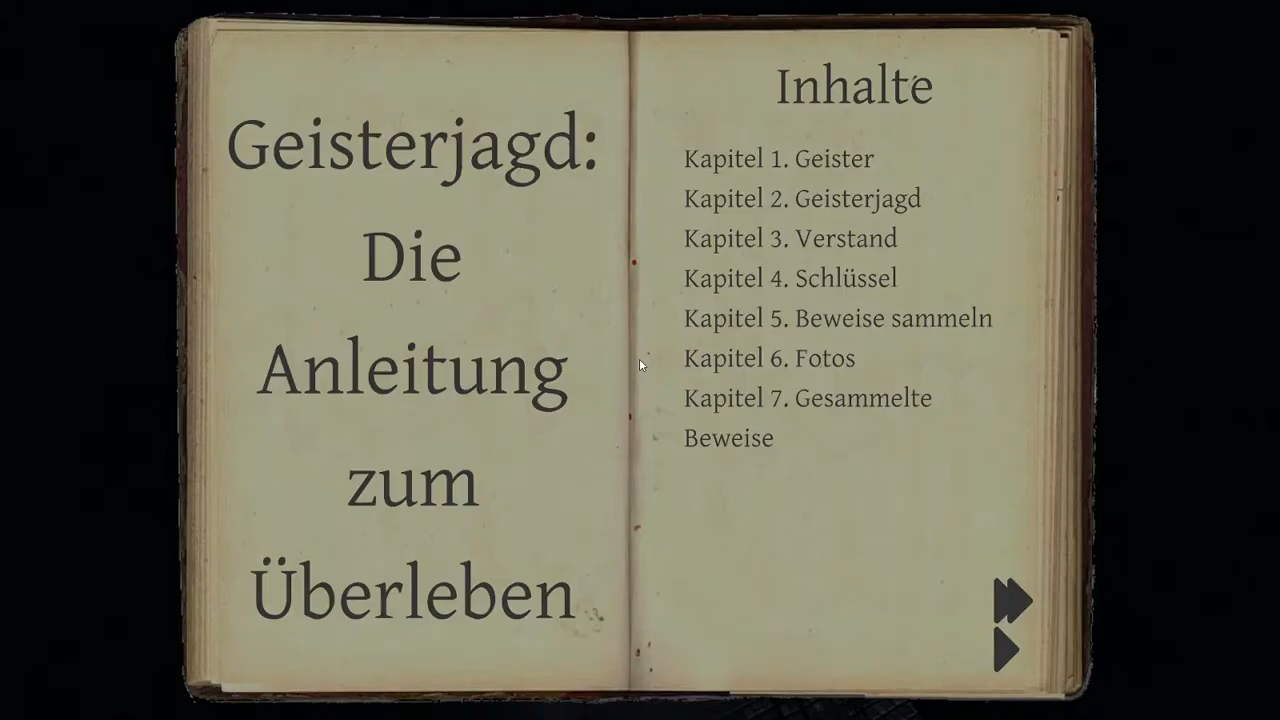 Geisterjagd:
Die
Anleitung
zum
Überleben
Inhalte
Kapitel 1. Geister
Kapitel 2. Geisterjagd
Kapitel 3. Verstand
Kapitel 4. Schlüssel
Kapitel 5. Beweise sammeln
Kapitel 6. Fotos
Kapitel 7. Gesammelte
Beweise